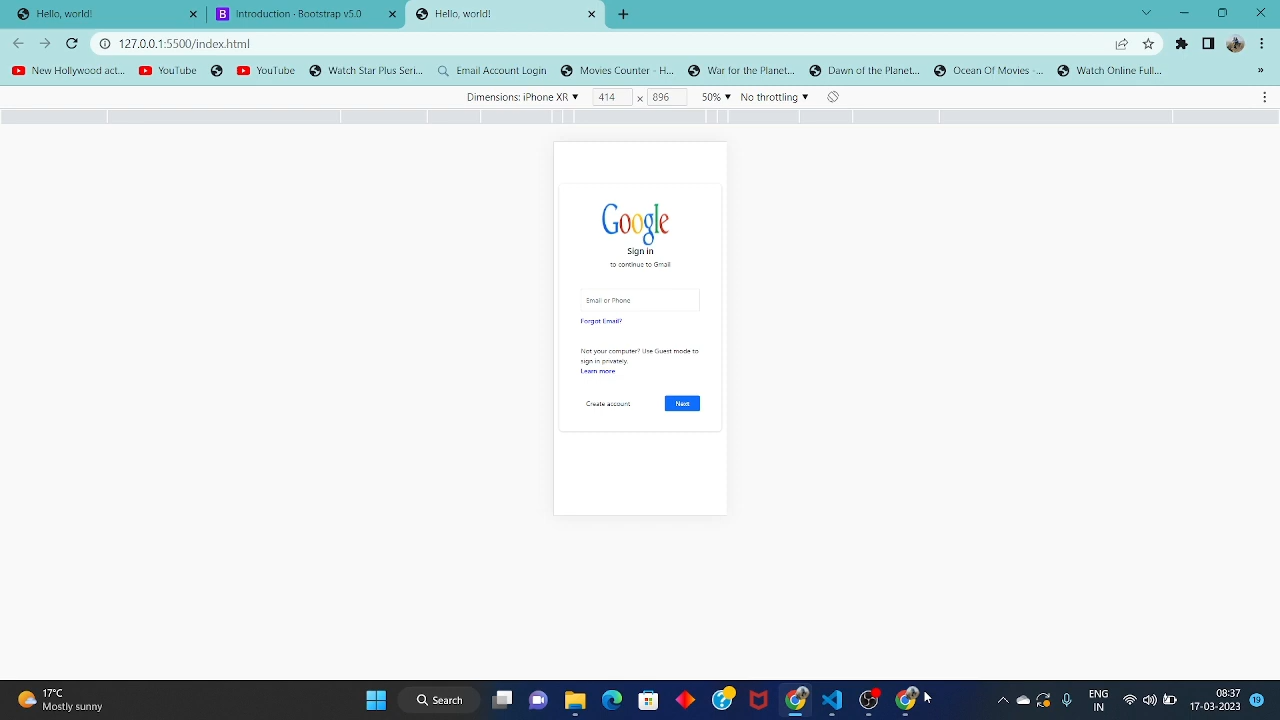 Hello, world!
Introduction · Bootstrap v5.0
Hello, world!
127.0.0.1:5500/index.html
New Hollywood act...
YouTube
YouTube
Watch Star Plus Seri...
Email Account Login
Movies Counter - H...
War for the Planet...
Dawn of the Planet...
Ocean Of Movies -...
Watch Online Full...
»
Dimensions: iPhone XR
414
×
896
50%
No throttling
Google
Sign in
to continue to Gmail
Email or Phone
Forgot Email?
Not your computer? Use Guest mode to
sign in privately.
Learn more
Create account
Next
17°C
Mostly sunny
Search
ENG
IN
08:37
17-03-2023
19